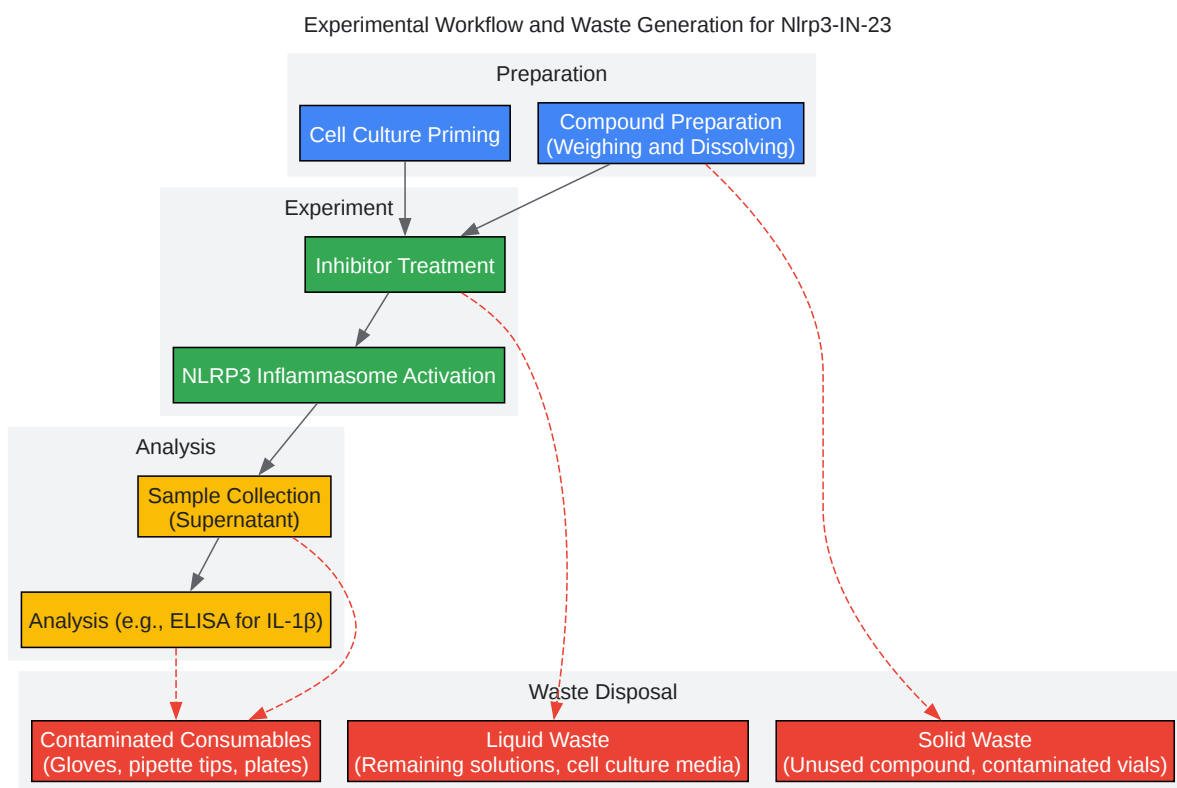 Experimental Workflow and Waste Generation for Nlrp3-IN-23
Preparation
Cell Culture Priming
Compound Preparation
(Weighing and Dissolving)
Experiment
Inhibitor Treatment
NLRP3 Inflammasome Activation
Analysis
Sample Collection
(Supernatant)
Analysis (e.g., ELISA for IL-1β)
Waste Disposal
Contaminated Consumables
(Gloves, pipette tips, plates)
Liquid Waste
(Remaining solutions, cell culture media)
Solid Waste
(Unused compound, contaminated vials)